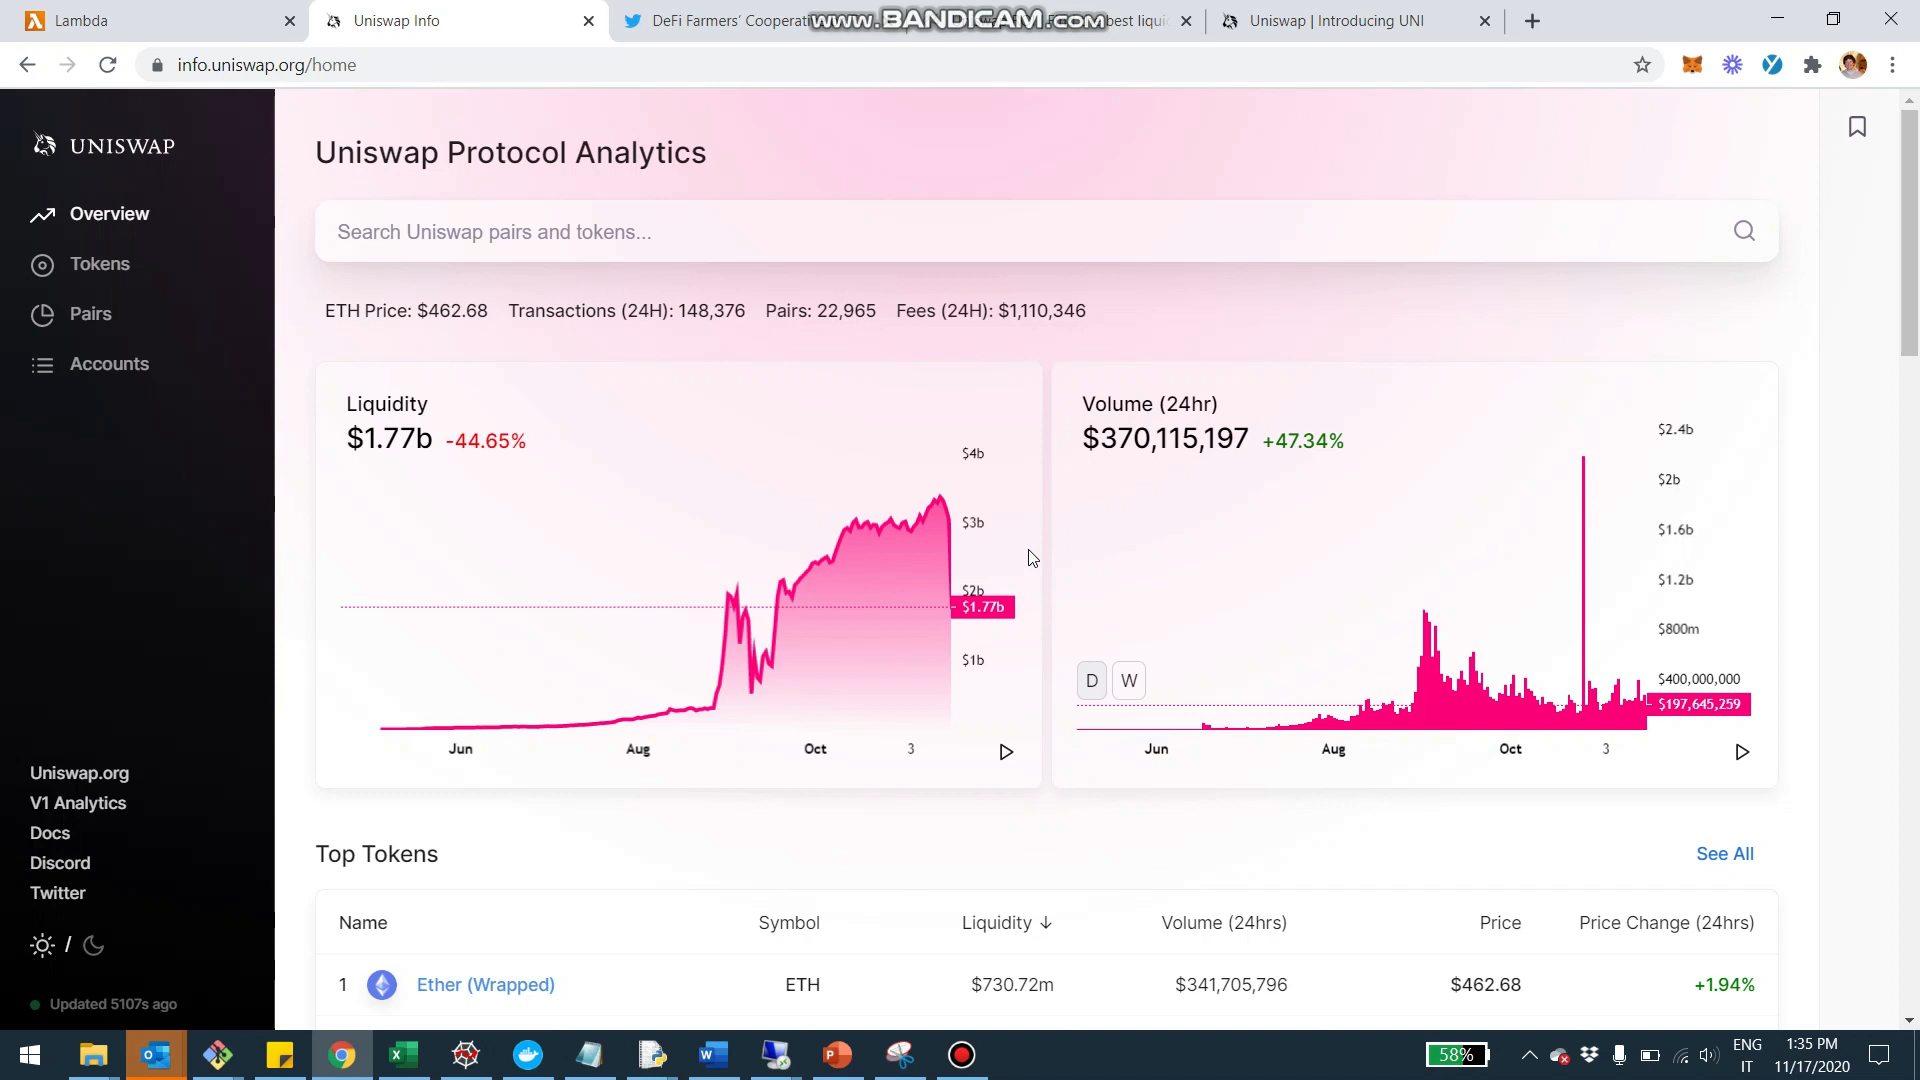 Lambda
Uniswap Info
DeFi Farmers' Cooperati
www.BANDICAM.com
best liqui
Uniswap | Introducing UNI
info.uniswap.org/home
UNISWAP
Overview
Tokens
Pairs
Accounts
Uniswap.org
V1 Analytics
Docs
Discord
Twitter
/
Updated 5107s ago
Uniswap Protocol Analytics
Search Uniswap pairs and tokens...
ETH Price: $462.68 Transactions (24H): 148,376 Pairs: 22,965 Fees (24H): $1,110,346
Liquidity
$1.77b -44.65%
$4b
$3b
$2b
$1.77b
$1b
Jun Aug Oct 3
Volume (24hr)
$370,115,197 +47.34%
$2.4b
$2b
$1.6b
$1.2b
$800m
$400,000,000
$197,645,259
D W
Jun Aug Oct 3
Top Tokens
See All
Name Symbol Liquidity ↓ Volume (24hrs) Price Price Change (24hrs)
1 Ether (Wrapped) ETH $730.72m $341,705,796 $462.68 +1.94%
58%
ENG
IT
1:35 PM
11/17/2020